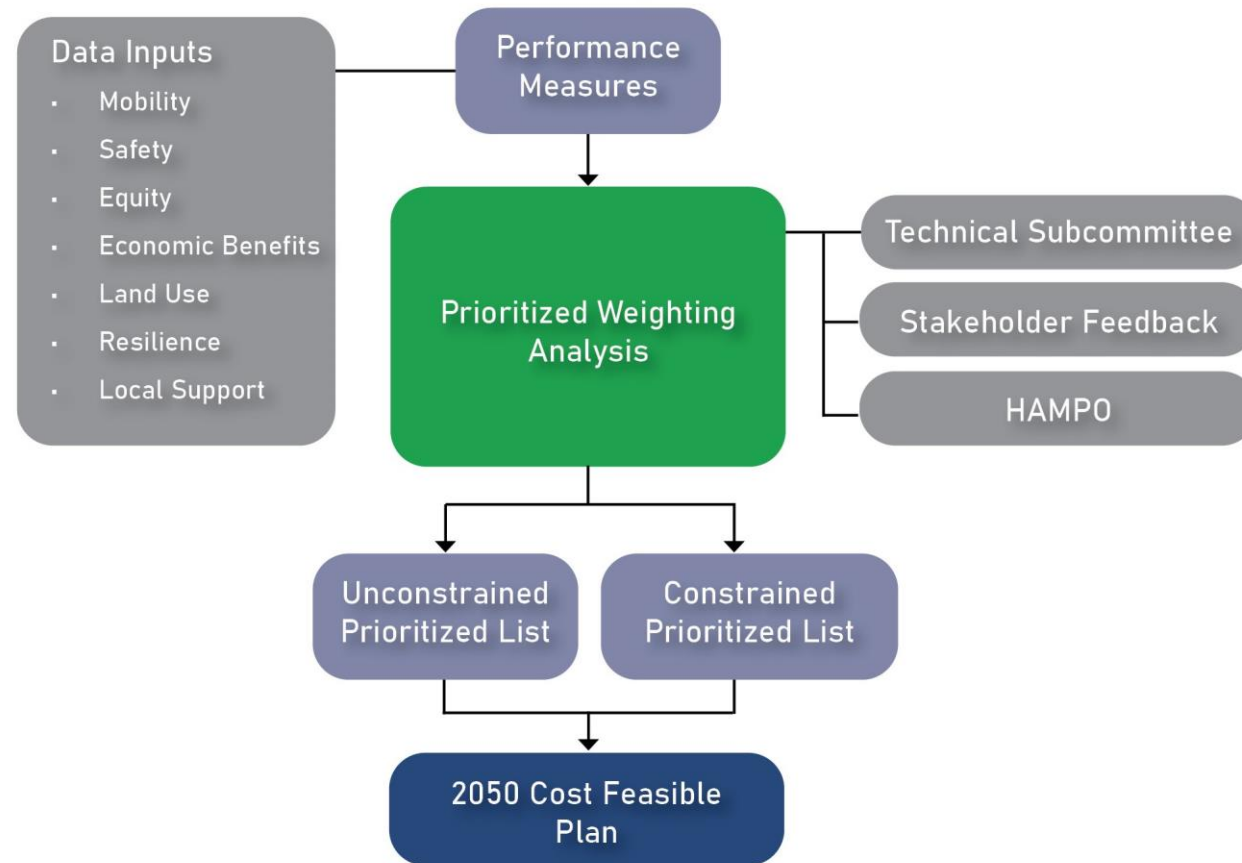 Data Inputs
▪ Mobility
▪ Safety
▪ Equity
▪ Economic Benefits
▪ Land Use
▪ Resilience
▪ Local Support
Performance
Measures
Prioritized Weighting
Analysis
Technical Subcommittee
Stakeholder Feedback
HAMPO
Unconstrained
Prioritized List
Constrained
Prioritized List
2050 Cost Feasible
Plan